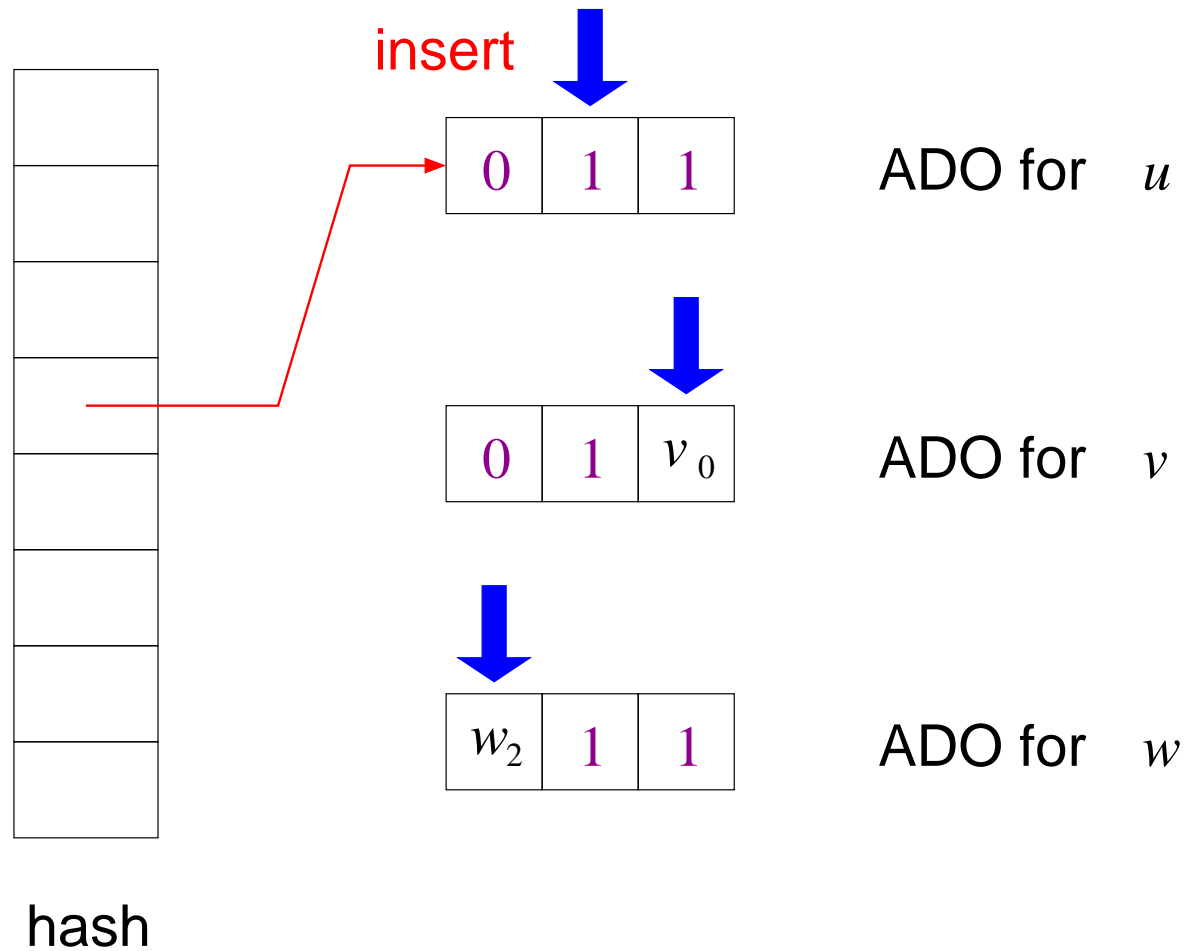 insert
0 1 1 ADO for u
0 1 v₀ ADO for v
w₂ 1 1 ADO for w
hash